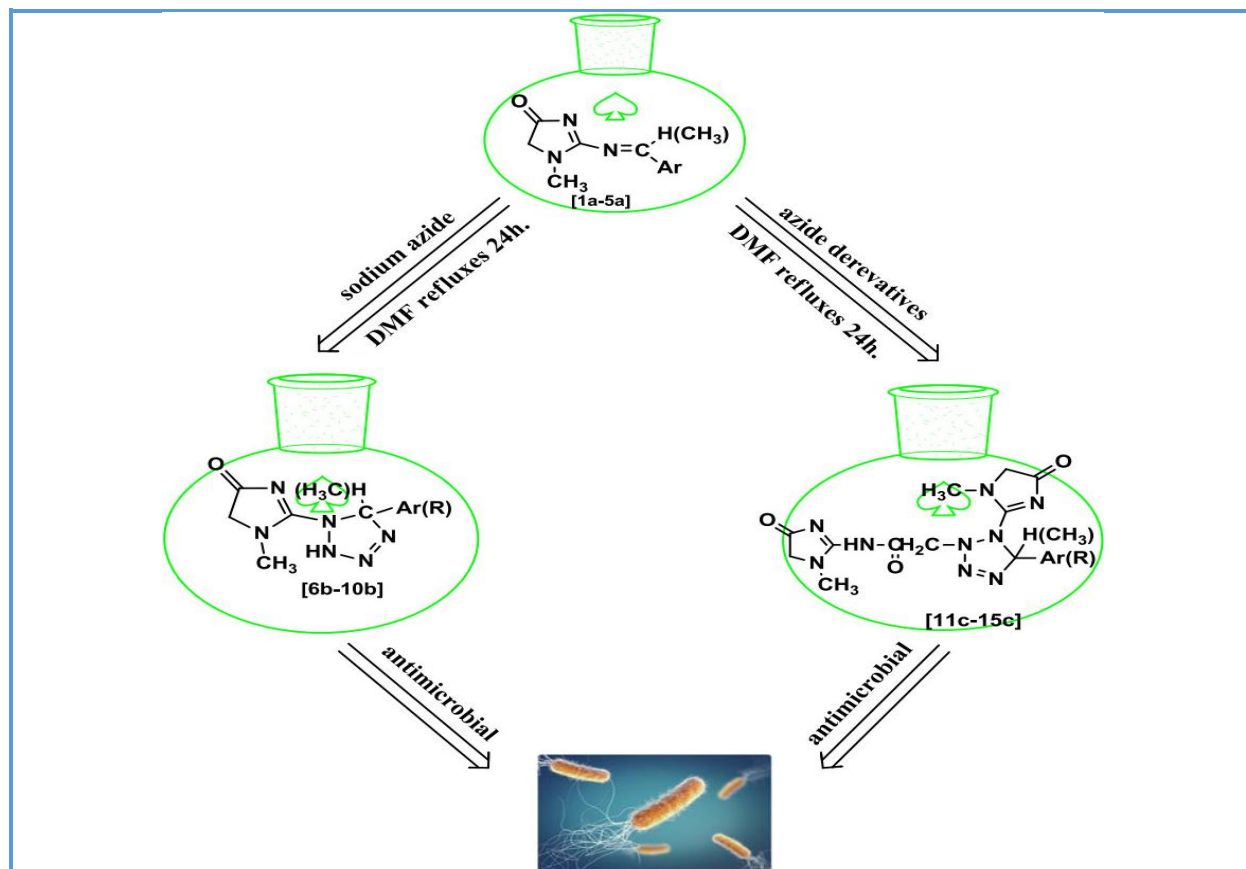 O
N
N
CH₃
N=C
H(CH₃)
Ar
[1a-5a]
sodium azide
DMF refluxes 24h.
azide derevatives
DMF refluxes 24h.
O
N
N
CH₃
(H₃C)H
N
C
Ar(R)
HN
N
N
[6b-10b]
O
N
N
CH₃
HN
C
O
CH₂C
N
N
N
N
H₃C
N
N
O
H(CH₃)
Ar(R)
[11c-15c]
antimicrobial
antimicrobial